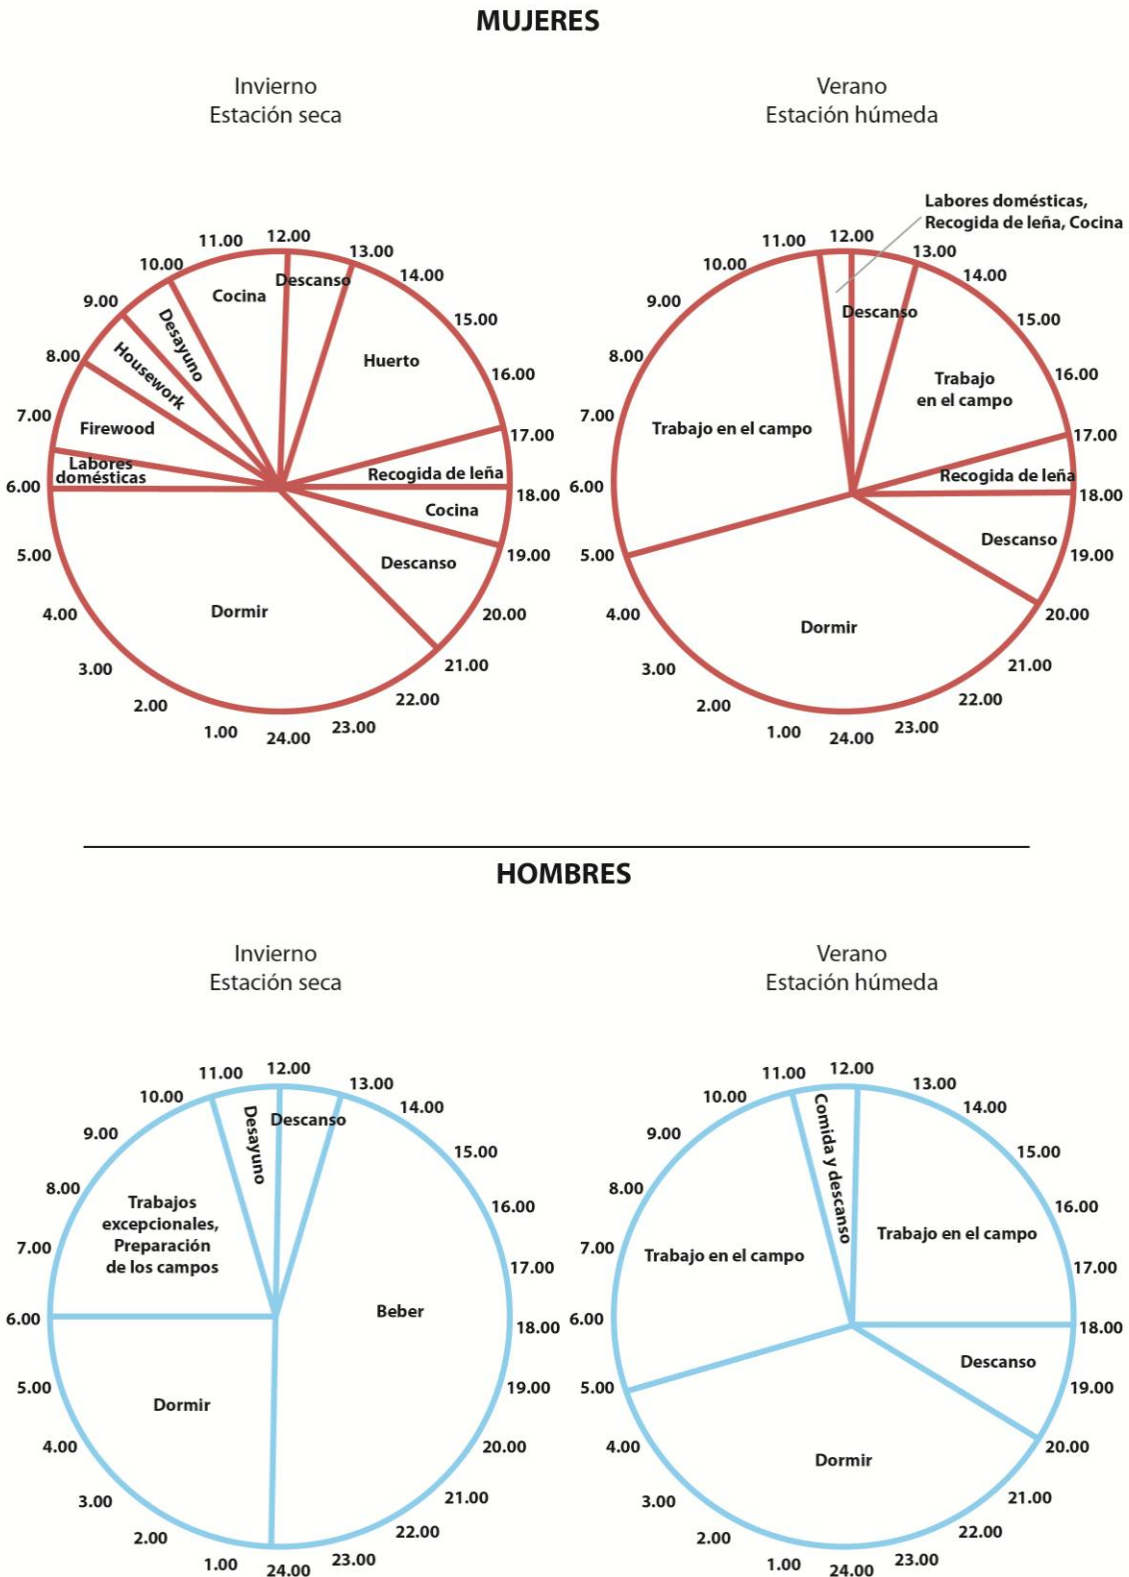 MUJERES
Invierno
Estación seca
12.00
13.00
14.00
15.00
16.00
17.00
18.00
19.00
20.00
21.00
22.00
23.00
24.00
1.00
2.00
3.00
4.00
5.00
6.00
7.00
8.00
9.00
10.00
11.00
Descanso
Huerto
Recogida de leña
Cocina
Descanso
Dormir
Labores
domésticas
Firewood
Housework
Desayuno
Cocina
Verano
Estación húmeda
Labores domésticas,
Recogida de leña, Cocina
12.00
13.00
14.00
15.00
16.00
17.00
18.00
19.00
20.00
21.00
22.00
23.00
24.00
1.00
2.00
3.00
4.00
5.00
6.00
7.00
8.00
9.00
10.00
11.00
Descanso
Trabajo
en el campo
Recogida de leña
Descanso
Dormir
Trabajo en el campo
HOMBRES
Invierno
Estación seca
12.00
13.00
14.00
15.00
16.00
17.00
18.00
19.00
20.00
21.00
22.00
23.00
24.00
1.00
2.00
3.00
4.00
5.00
6.00
7.00
8.00
9.00
10.00
11.00
Descanso
Beber
Dormir
Trabajos
excepcionales,
Preparación
de los campos
Desayuno
Verano
Estación húmeda
12.00
13.00
14.00
15.00
16.00
17.00
18.00
19.00
20.00
21.00
22.00
23.00
24.00
1.00
2.00
3.00
4.00
5.00
6.00
7.00
8.00
9.00
10.00
11.00
Trabajo en el campo
Descanso
Dormir
Trabajo en el campo
Comida y descanso